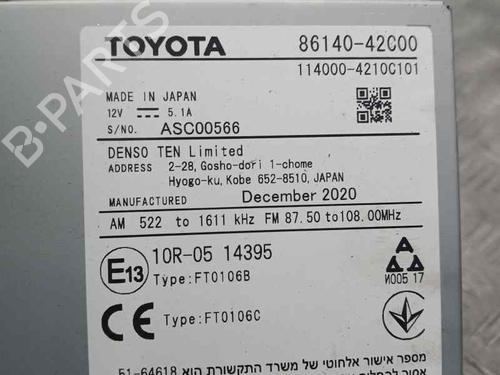 TOYOTA 86140-42C00
114000-4210C101
MADE IN JAPAN
12V 5.1A
S/NO. ASC00566
DENSO TEN Limited
ADDRESS 2-28, Gosho-dori 1-chome
Hyogo-ku, Kobe 652-8510, JAPAN
MANUFACTURED December 2020
AM 522 to 1611 kHz FM 87.50 to 108.00MHz
E13 10R-05 14395
Type:FT0106B
И005 17
CE Type:FT0106C
מספר אישור אלחוטי של משרד התקשורת הוא 51-64618